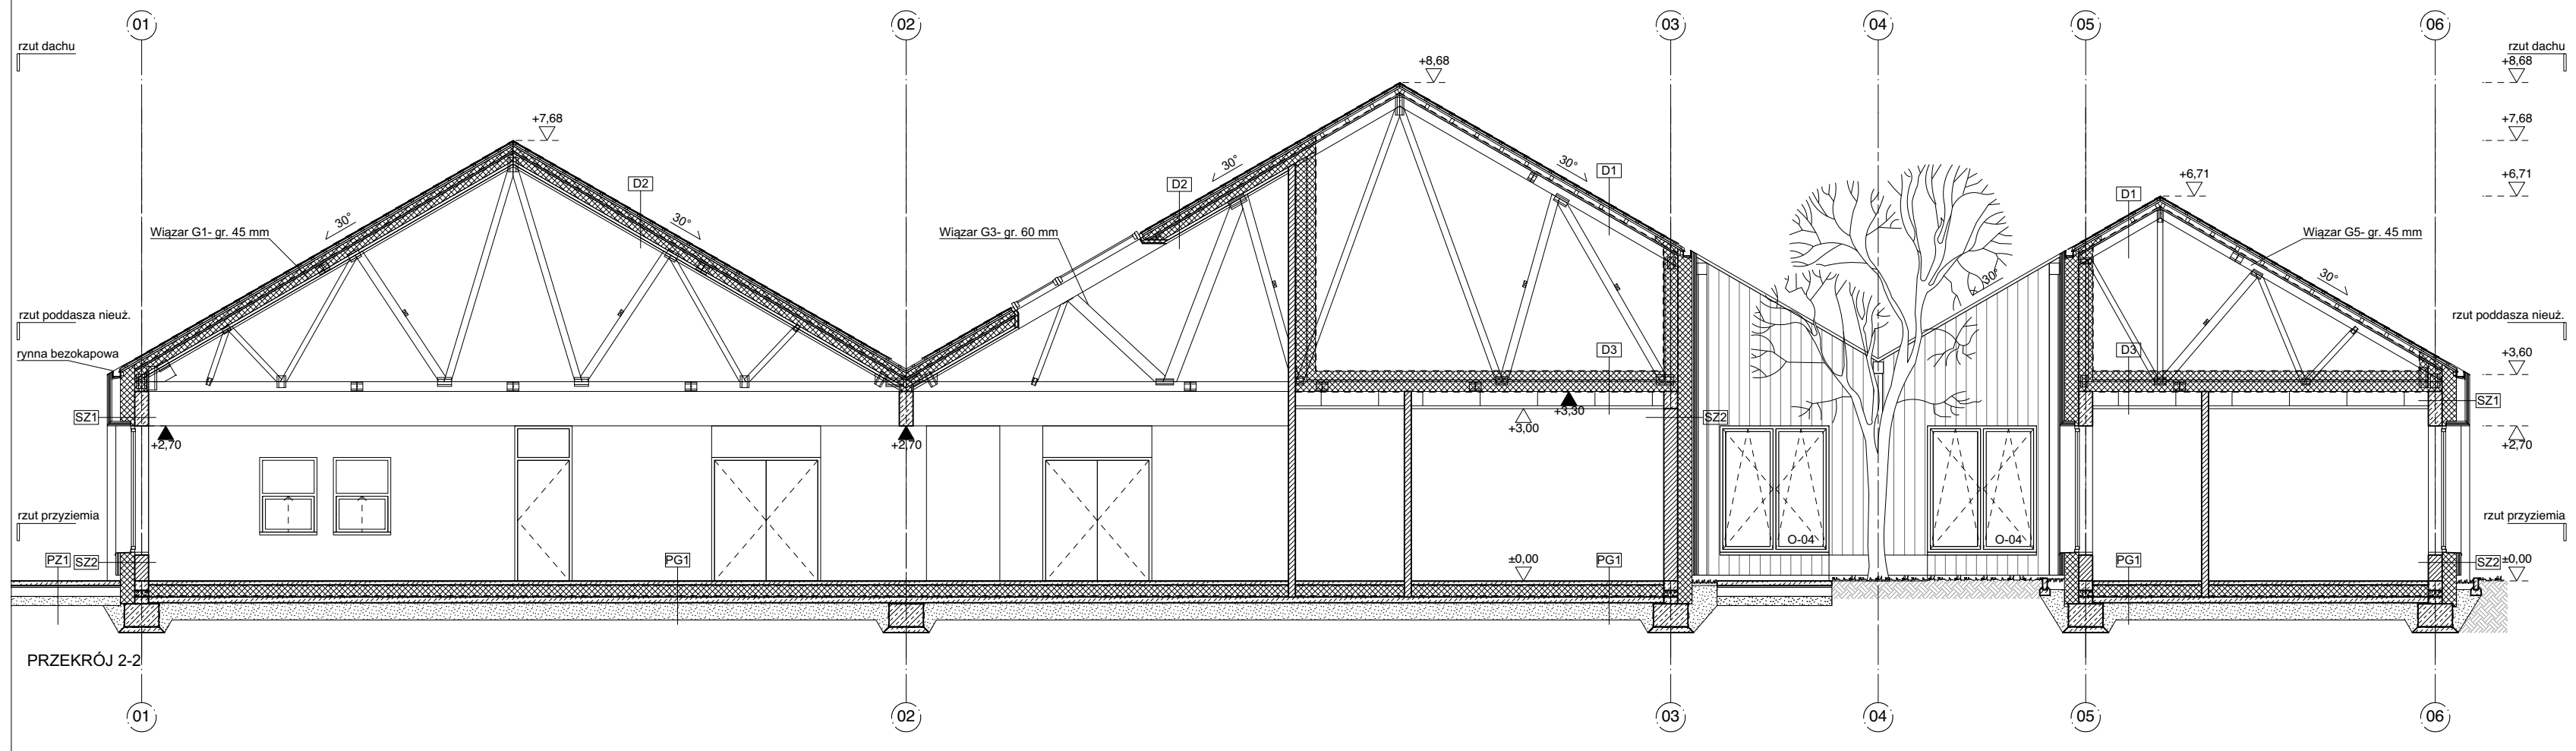 01
02
03
04
05
06
rzut dachu
rzut dachu
+8,68
+8,68
+7,68
+7,68
+6,71
+6,71
30°
30°
30°
30°
30°
30°
D2
D2
D1
D1
Wiązar G1- gr. 45 mm
Wiązar G3- gr. 60 mm
Wiązar G5- gr. 45 mm
rzut poddasza nieuż.
rzut poddasza nieuż.
rynna bezokapowa
D3
D3
+3,60
SZ1
SZ2
SZ1
+3,30
+3,00
+2,70
+2,70
+2,70
rzut przyziemia
rzut przyziemia
O-04
O-04
PZ1
SZ2
PG1
±0,00
PG1
PG1
SZ2
±0,00
PRZEKRÓJ 2-2
01
02
03
04
05
06